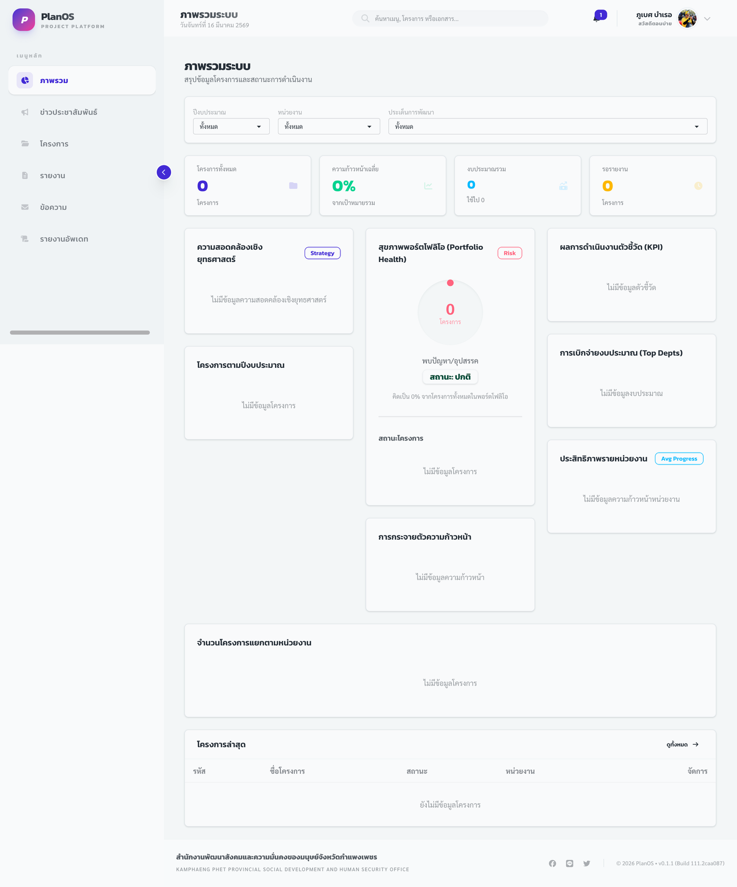 P
PlanOS
PROJECT PLATFORM
เมนูหลัก
ภาพรวม
ข่าวประชาสัมพันธ์
โครงการ
รายงาน
ข้อความ
รายงานอัพเดท
ภาพรวมระบบ
วันจันทร์ที่ 16 มีนาคม 2569
ค้นหาเมนู, โครงการ หรือเอกสาร...
1
ภูเบศ นำเรอ
สวัสดีตอนบ่าย
ภาพรวมระบบ
สรุปข้อมูลโครงการและสถานะการดำเนินงาน
ปีงบประมาณ
ทั้งหมด
หน่วยงาน
ทั้งหมด
ประเด็นการพัฒนา
ทั้งหมด
โครงการทั้งหมด
0
โครงการ
ความก้าวหน้าเฉลี่ย
0%
จากเป้าหมายรวม
งบประมาณรวม
0
ใช้ไป 0
รอรายงาน
0
โครงการ
ความสอดคล้องเชิง
ยุทธศาสตร์
Strategy
ไม่มีข้อมูลความสอดคล้องเชิงยุทธศาสตร์
โครงการตามปีงบประมาณ
ไม่มีข้อมูลโครงการ
สุขภาพพอร์ตโฟลิโอ (Portfolio
Health)
Risk
0
โครงการ
พบปัญหา/อุปสรรค
สถานะ: ปกติ
คิดเป็น 0% จากโครงการทั้งหมดในพอร์ตโฟลิโอ
สถานะโครงการ
ไม่มีข้อมูลโครงการ
การกระจายตัวความก้าวหน้า
ไม่มีข้อมูลความก้าวหน้า
ผลการดำเนินงานตัวชี้วัด (KPI)
ไม่มีข้อมูลตัวชี้วัด
การเบิกจ่ายงบประมาณ (Top Depts)
ไม่มีข้อมูลงบประมาณ
ประสิทธิภาพรายหน่วยงาน
Avg Progress
ไม่มีข้อมูลความก้าวหน้าหน่วยงาน
จำนวนโครงการแยกตามหน่วยงาน
ไม่มีข้อมูลโครงการ
โครงการล่าสุด
ดูทั้งหมด
รหัส ชื่อโครงการ สถานะ หน่วยงาน จัดการ
ยังไม่มีข้อมูลโครงการ
สำนักงานพัฒนาสังคมและความมั่นคงของมนุษย์จังหวัดกำแพงเพชร
KAMPHAENG PHET PROVINCIAL SOCIAL DEVELOPMENT AND HUMAN SECURITY OFFICE
© 2026 PlanOS • v0.1.1 (Build 111.2caa087)